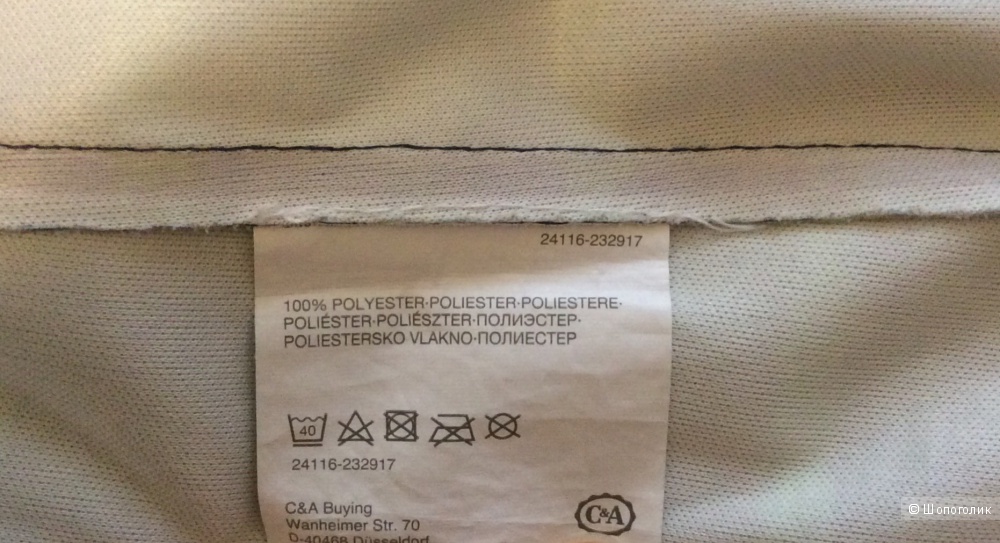 24116-232917
100% POLYESTER·POLIESTER·POLIESTERE·
POLIÉSTER·POLIÉSZTER·ПОЛИЭСТЕР·
POLIESTERSKO VLAKNO·ПОЛИЕСТЕР
40
24116-232917
C&A Buying
Wanheimer Str. 70
D-40468 Düsseldorf
C&A
© Шопоголик